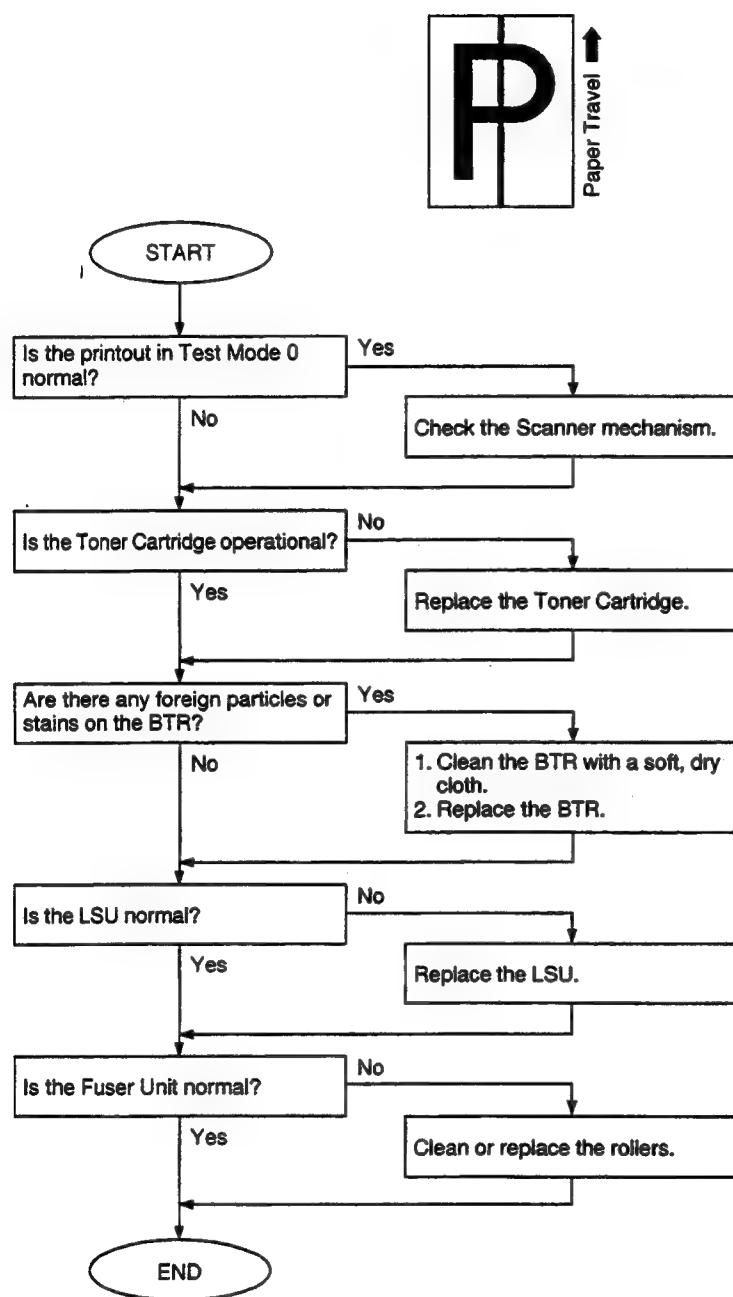 P
Paper Travel
START
Is the printout in Test Mode 0
normal?
Yes
No
Check the Scanner mechanism.
Is the Toner Cartridge operational?
No
Yes
Replace the Toner Cartridge.
Are there any foreign particles or
stains on the BTR?
Yes
No
1. Clean the BTR with a soft, dry
cloth.
2. Replace the BTR.
Is the LSU normal?
No
Yes
Replace the LSU.
Is the Fuser Unit normal?
No
Yes
Clean or replace the rollers.
END